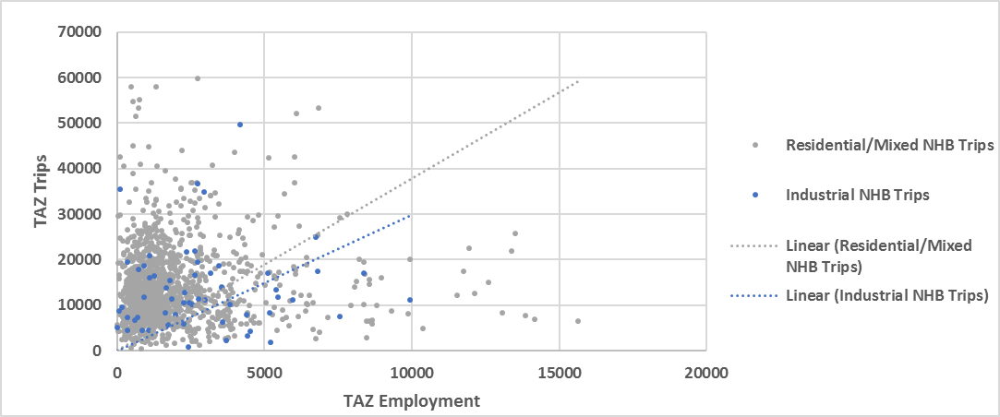 70000
60000
50000
40000
30000
20000
10000
0
TAZ Trips
0 5000 10000 15000 20000
TAZ Employment
Residential/Mixed NHB Trips
Industrial NHB Trips
Linear (Residential/Mixed
NHB Trips)
Linear (Industrial NHB Trips)